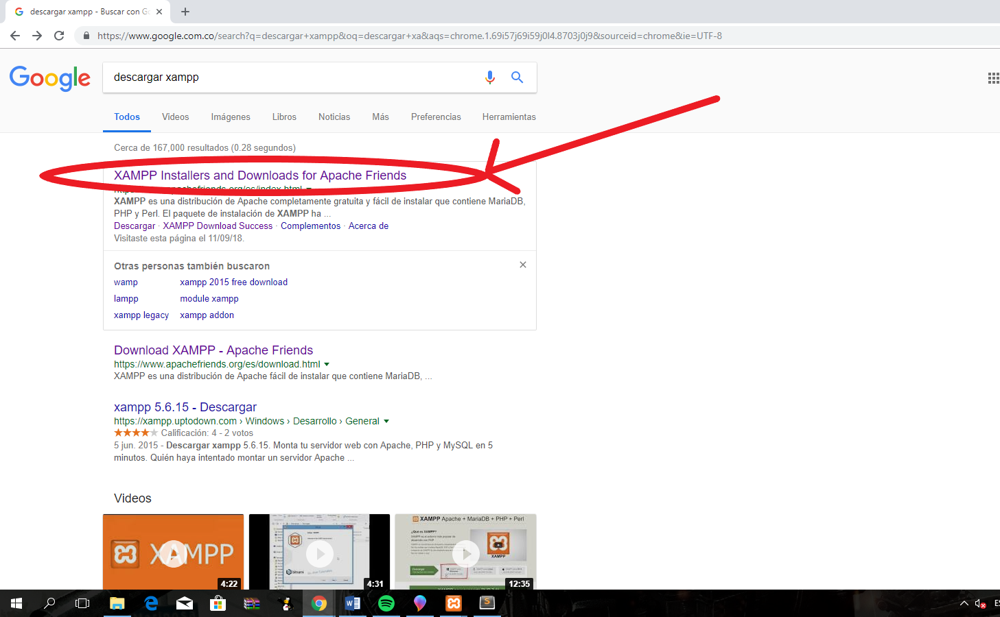 descargar xampp - Buscar con Go
https://www.google.com.co/search?q=descargar+xampp&oq=descargar+xa&aqs=chrome.1.69i57j69i59j0l4.8703j0j9&sourceid=chrome&ie=UTF-8
Google
descargar xampp
Todos Videos Imágenes Libros Noticias Más Preferencias Herramientas
Cerca de 167,000 resultados (0.28 segundos)
XAMPP Installers and Downloads for Apache Friends
XAMPP es una distribución de Apache completamente gratuita y fácil de instalar que contiene MariaDB,
PHP y Perl. El paquete de instalación de XAMPP ha ...
Descargar · XAMPP Download Success · Complementos · Acerca de
Visitaste esta página el 11/09/18.
Otras personas también buscaron
wamp xampp 2015 free download
lampp module xampp
xampp legacy xampp addon
Download XAMPP - Apache Friends
https://www.apachefriends.org/es/download.html
XAMPP es una distribución de Apache fácil de instalar que contiene MariaDB, ...
xampp 5.6.15 - Descargar
https://xampp.uptodown.com › Windows › Desarrollo › General
Calificación: 4 - 2 votos
5 jun. 2015 - Descargar xampp 5.6.15. Monta tu servidor web con Apache, PHP y MySQL en 5
minutos. Quién haya intentado montar un servidor Apache ...
Videos
XAMPP
4:22
bitnami
4:31
XAMPP Apache + MariaDB + PHP + Perl
¿Qué es XAMPP?
XAMPP
12:35
ES